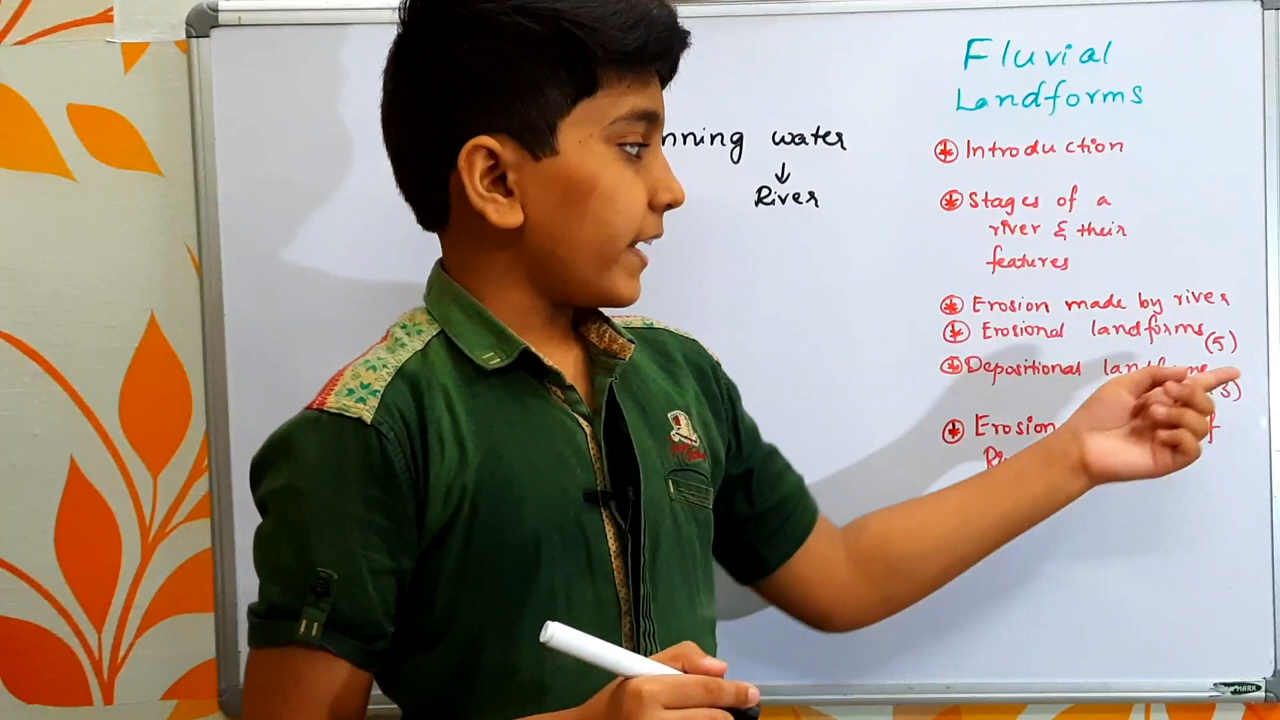 nning water
↓
River
Fluvial
Landforms
Introduction
Stages of a
river & their
features
Erosion made by river
Erosional landforms
(5)
Depositional
Erosion